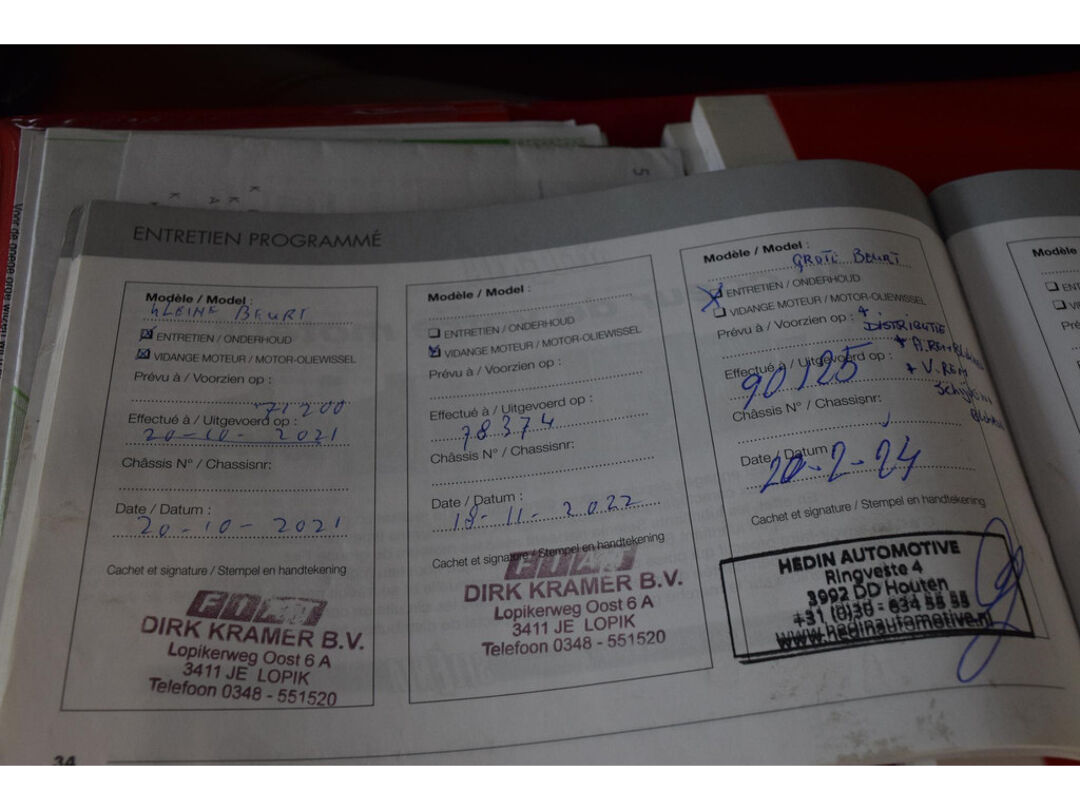 ENTRETIEN PROGRAMMÉ
Modèle / Model :
KLEINE BEURT
ENTRETIEN / ONDERHOUD
VIDANGE MOTEUR / MOTOR-OLIEWISSEL
Prévu à / Voorzien op :
71200
Effectué à / Uitgevoerd op :
20-10-2021
Châssis N° / Chassisnr:
Date / Datum :
20-10-2021
Cachet et signature / Stempel en handtekening
FIAT
DIRK KRAMER B.V.
Lopikerweg Oost 6 A
3411 JE LOPIK
Telefoon 0348 - 551520
34
Modèle / Model :
ENTRETIEN / ONDERHOUD
VIDANGE MOTEUR / MOTOR-OLIEWISSEL
Prévu à / Voorzien op :
Effectué à / Uitgevoerd op :
78374
Châssis N° / Chassisnr:
Date / Datum :
18-11-2022
Cachet et signature / Stempel en handtekening
FIAT
DIRK KRAMER B.V.
Lopikerweg Oost 6 A
3411 JE LOPIK
Telefoon 0348 - 551520
Modèle / Model :
GROTE BEURT
ENTRETIEN / ONDERHOUD
VIDANGE MOTEUR / MOTOR-OLIEWISSEL
Prévu à / Voorzien op :
DISTRIBUTIE
Effectué à / Uitgevoerd op :
90125
+ V. REM
Châssis N° / Chassisnr:
Date / Datum :
20-2-24
Cachet et signature / Stempel en handtekening
HEDIN AUTOMOTIVE
Ringveste 4
3992 DD Houten
+31 (0)30 - 634 55 55
www.hedinautomotive.nl
Modèle